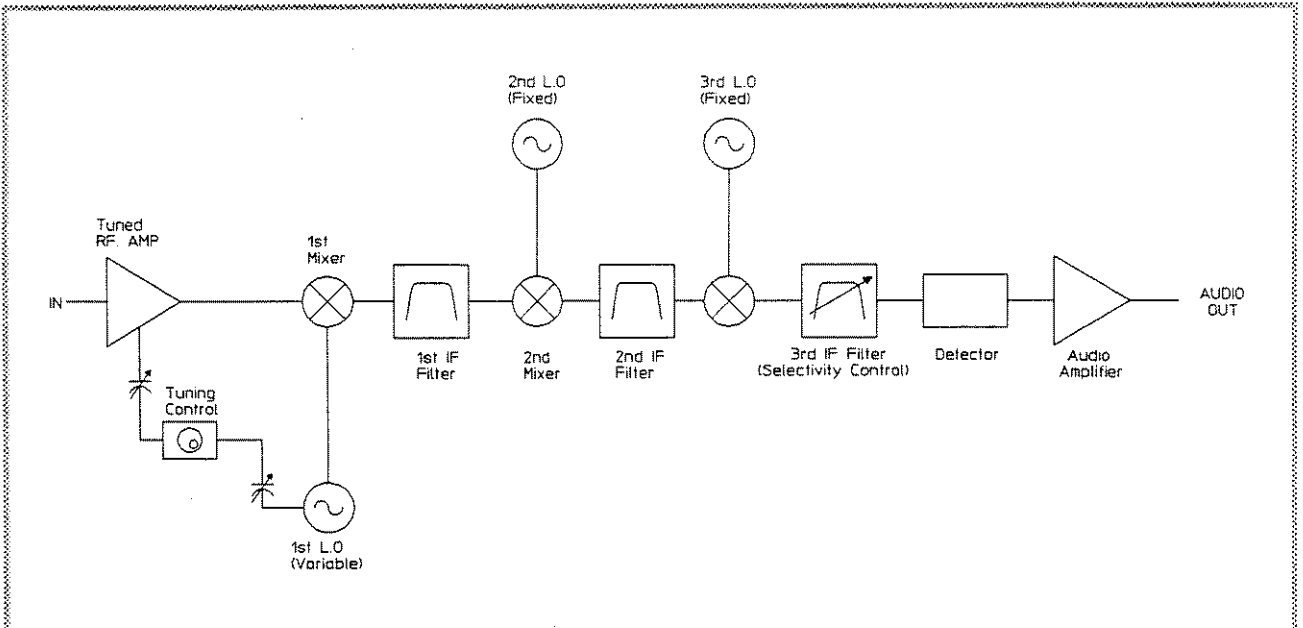 2nd L.O
(Fixed)
3rd L.O
(Fixed)
Tuned
RF. AMP
1st
Mixer
IN
1st IF
Filter
2nd
Mixer
2nd IF
Filter
3rd IF Filter
(Selectivity Control)
Detector
Audio
Amplifier
AUDIO
OUT
Tuning
Control
1st L.O
(Variable)